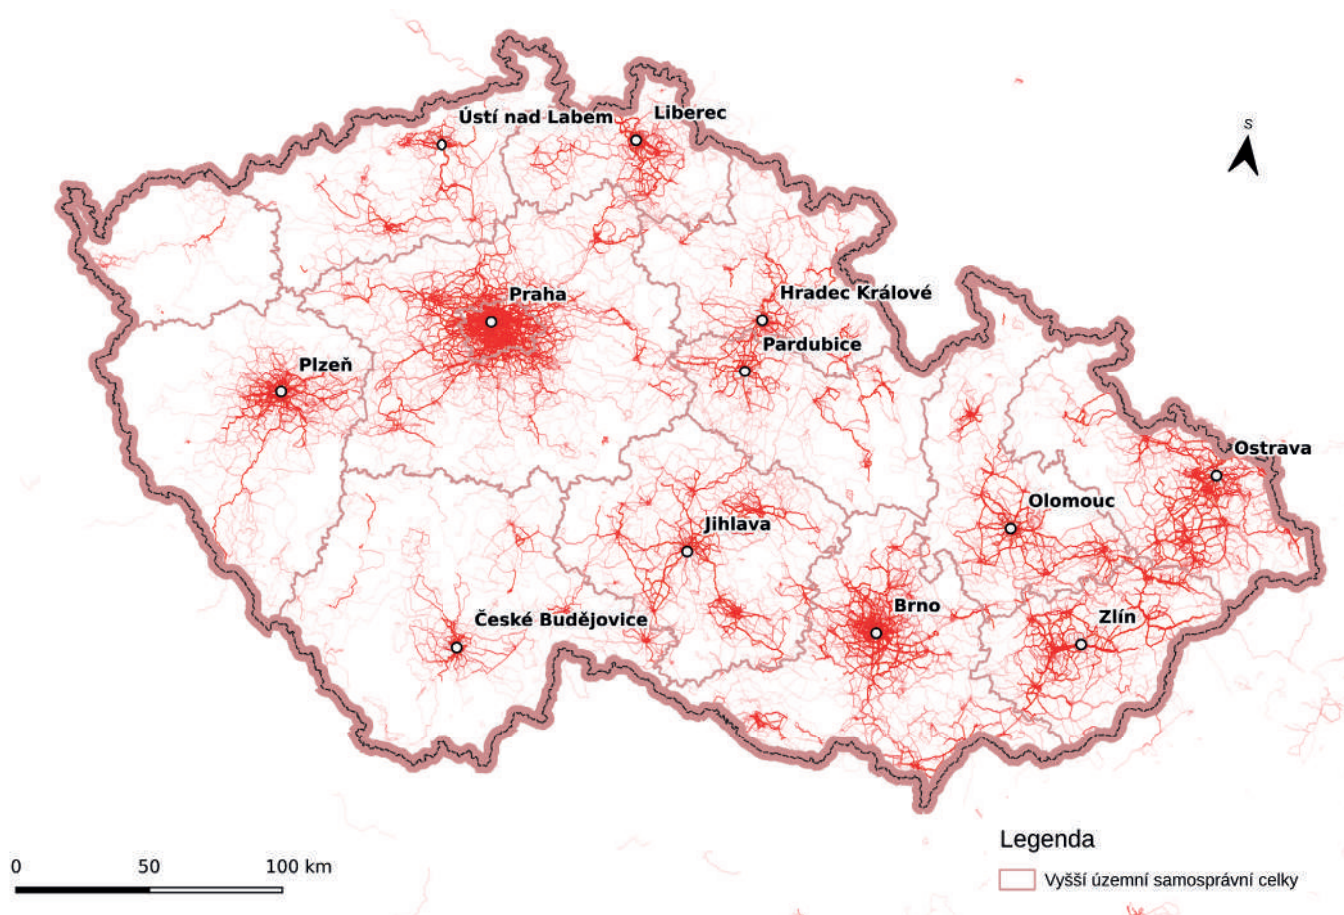 S
Ústí nad Labem
Liberec
Praha
Hradec Králové
Pardubice
Plzeň
Ostrava
Olomouc
Jihlava
Brno
České Budějovice
Zlín
Legenda
0 50 100 km
Vyšší územní samosprávní celky